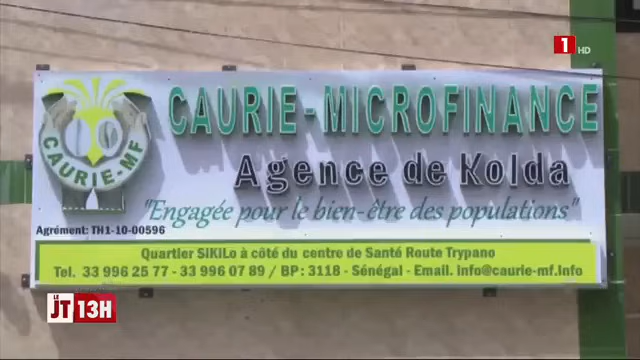 1 HD
CAURIE - MICROFINANCE
CAURIE-MF
Agence de Kolda
"Engagée pour le bien-être des populations"
Agrément: TH1-10-00596
Quartier SiKiLo à côté du centre de Santé Route Trypano
Tel. 33 996 25 77 - 33 996 07 89 / BP: 3118 - Sénégal - Email. info@caurie-mf.Info
LE
JT 13H